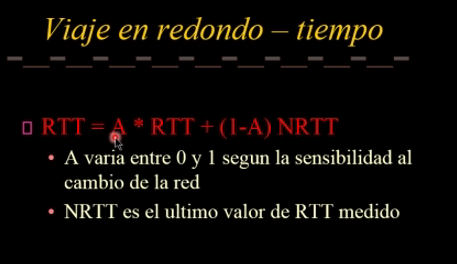 Viaje en redondo – tiempo
RTT = A * RTT + (1-A) NRTT
• A varia entre 0 y 1 segun la sensibilidad al
cambio de la red
• NRTT es el ultimo valor de RTT medido